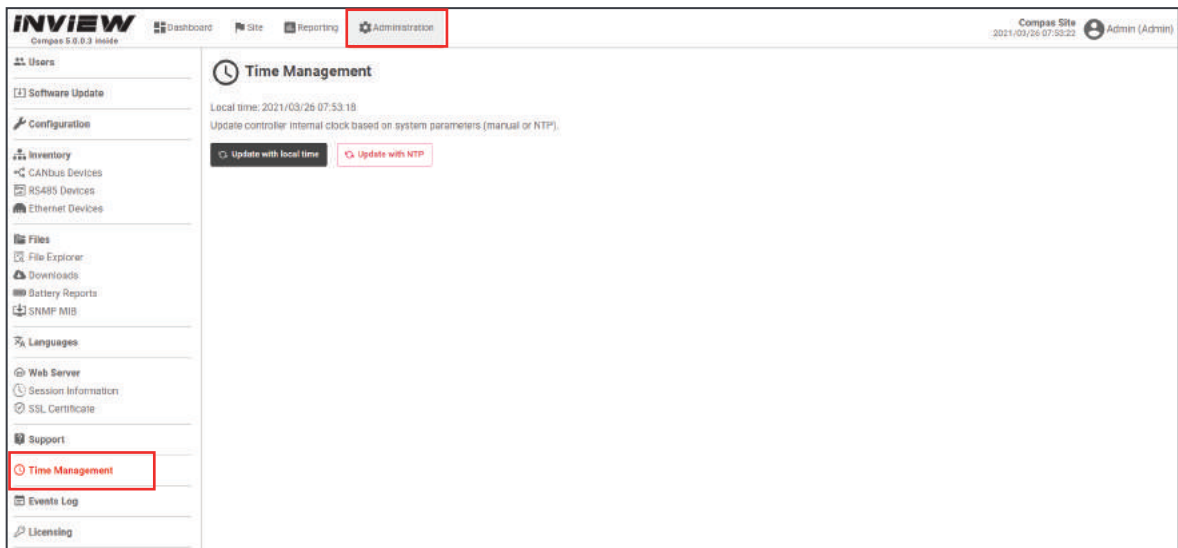 INVIEW
Compas 5.0.0.3 inside
Dashboard
Site
Reporting
Administration
Compas Site
2021/03/26 07:53:22
Admin (Admin)
Users
Software Update
Configuration
Inventory
CANbus Devices
RS485 Devices
Ethernet Devices
Files
File Explorer
Downloads
Battery Reports
SNMP MIB
Languages
Web Server
Session Information
SSL Certificate
Support
Time Management
Events Log
Licensing
Time Management
Local time: 2021/03/26 07:53:18
Update controller internal clock based on system parameters (manual or NTP).
Update with local time
Update with NTP